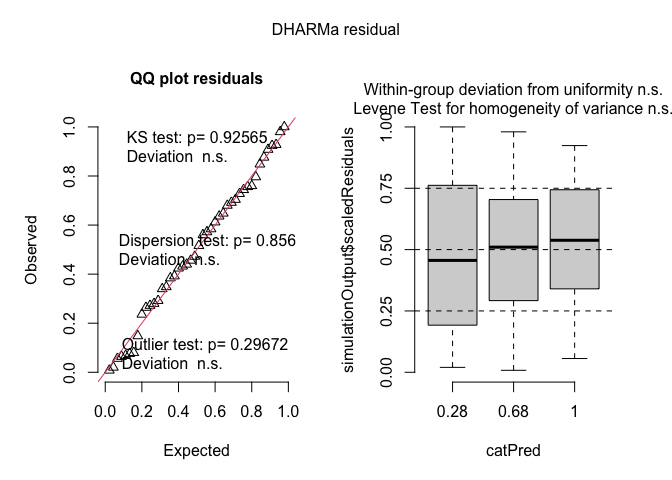 DHARMa residual
QQ plot residuals
KS test: p= 0.92565
Deviation n.s.
Dispersion test: p= 0.856
Deviation n.s.
Outlier test: p= 0.29672
Deviation n.s.
Observed
0.0 0.2 0.4 0.6 0.8 1.0
0.0 0.2 0.4 0.6 0.8 1.0
Expected
Within-group deviation from uniformity n.s.
Levene Test for homogeneity of variance n.s.
simulationOutput$scaledResiduals
0.00 0.25 0.50 0.75 1.00
0.28 0.68 1
catPred